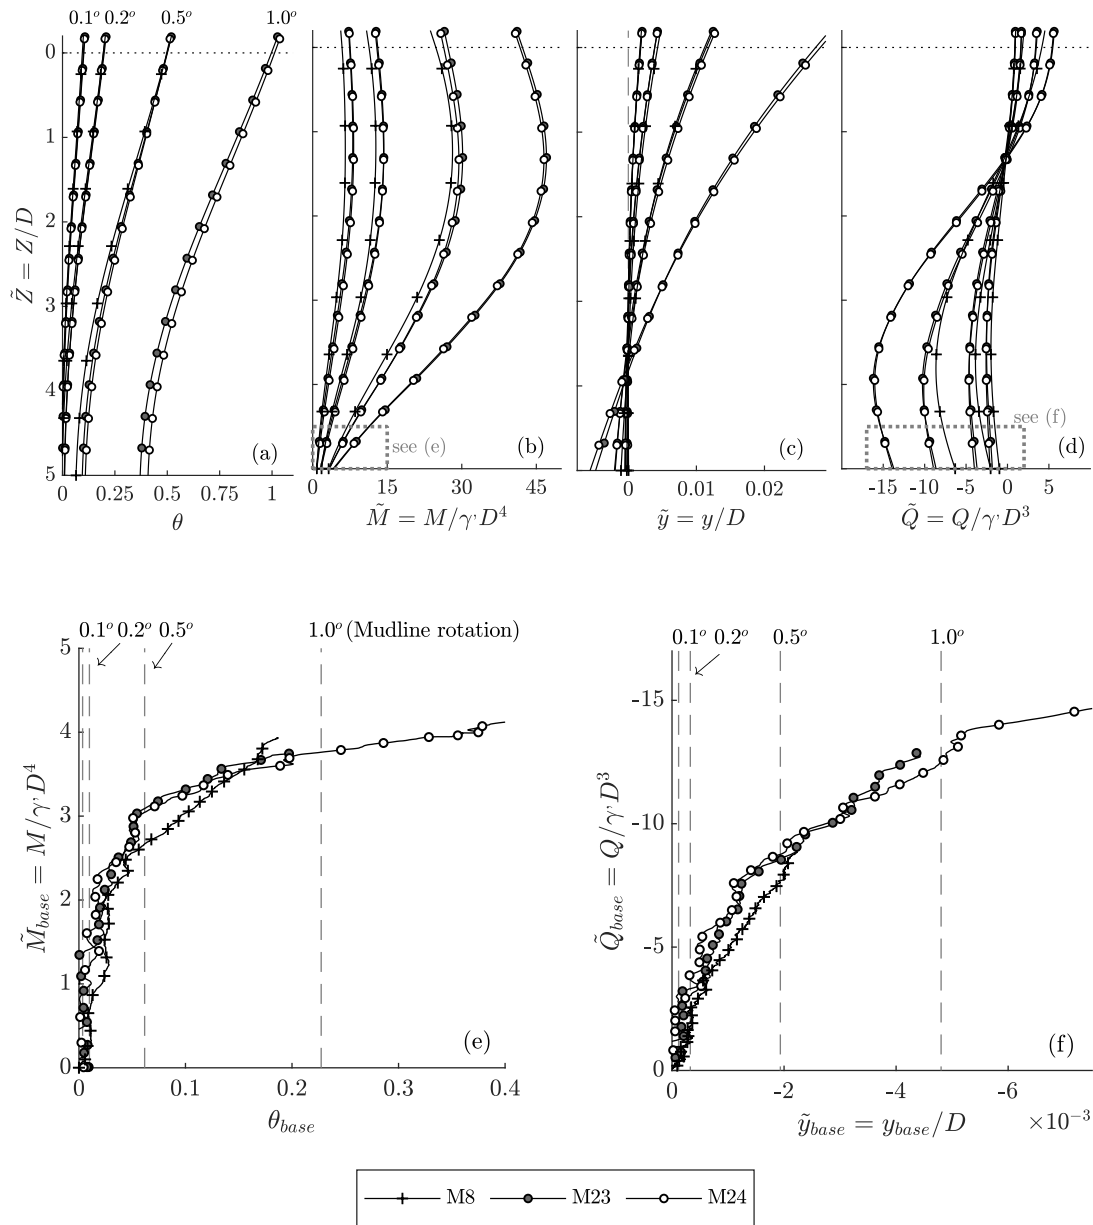 0.1° 0.2° 0.5° 1.0°
0
1
2
3
4
5
Z̃ = Z/D
(a)
see (e)
(b)
(c)
see (f)
(d)
0 0.25 0.5 0.75 1
0 15 30 45
0 0.01 0.02
-15 -10 -5 0 5
θ
M̃ = M/γ'D⁴
ỹ = y/D
Q̃ = Q/γ'D³
0.1° 0.2° 0.5° 1.0° (Mudline rotation)
5
4
3
2
1
0
M̃base = M/γ'D⁴
(e)
0 0.1 0.2 0.3 0.4
θbase
0.1° 0.2° 0.5° 1.0°
-15
-10
-5
0
Q̃base = Q/γ'D³
(f)
0 -2 -4 -6
ỹbase = ybase/D ×10⁻³
M8 M23 M24